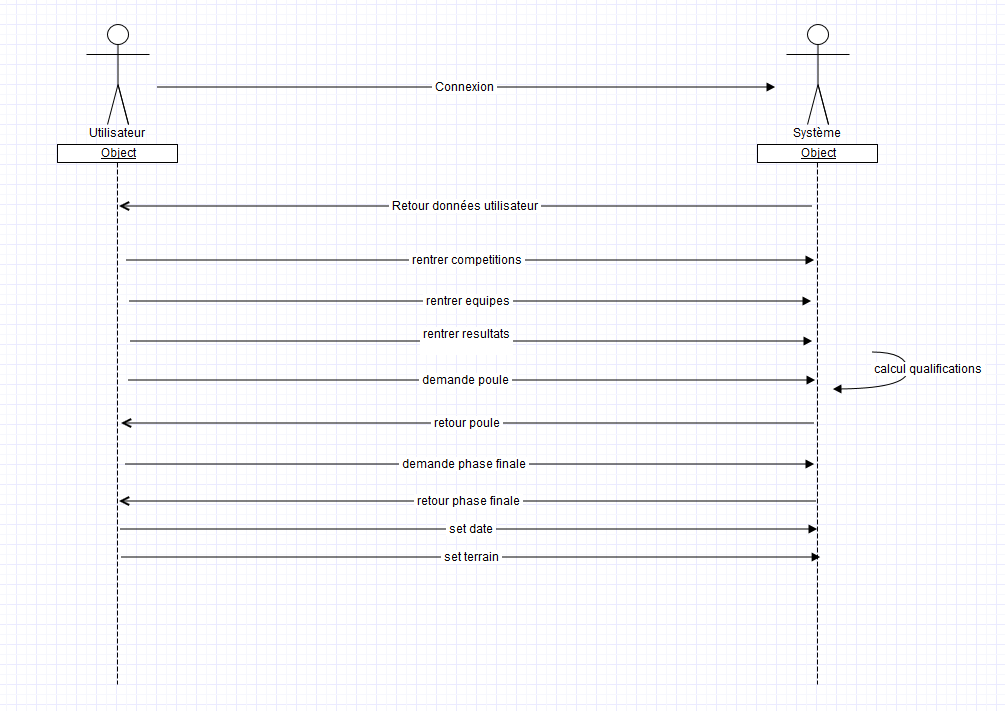 Connexion
Utilisateur
Système
Object
Object
Retour données utilisateur
rentrer competitions
rentrer equipes
rentrer resultats
calcul qualifications
demande poule
retour poule
demande phase finale
retour phase finale
set date
set terrain